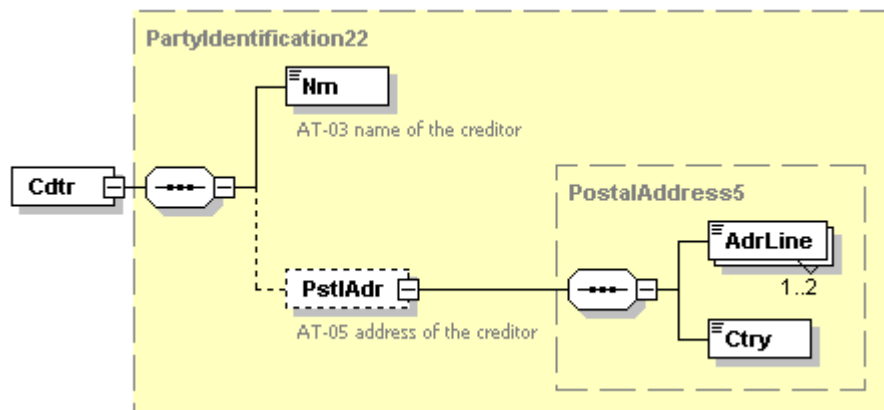 PartyIdentification22
Nm
AT-03 name of the creditor
Cdtr
PostalAddress5
AdrLine
1..2
PstlAdr
AT-05 address of the creditor
Ctry